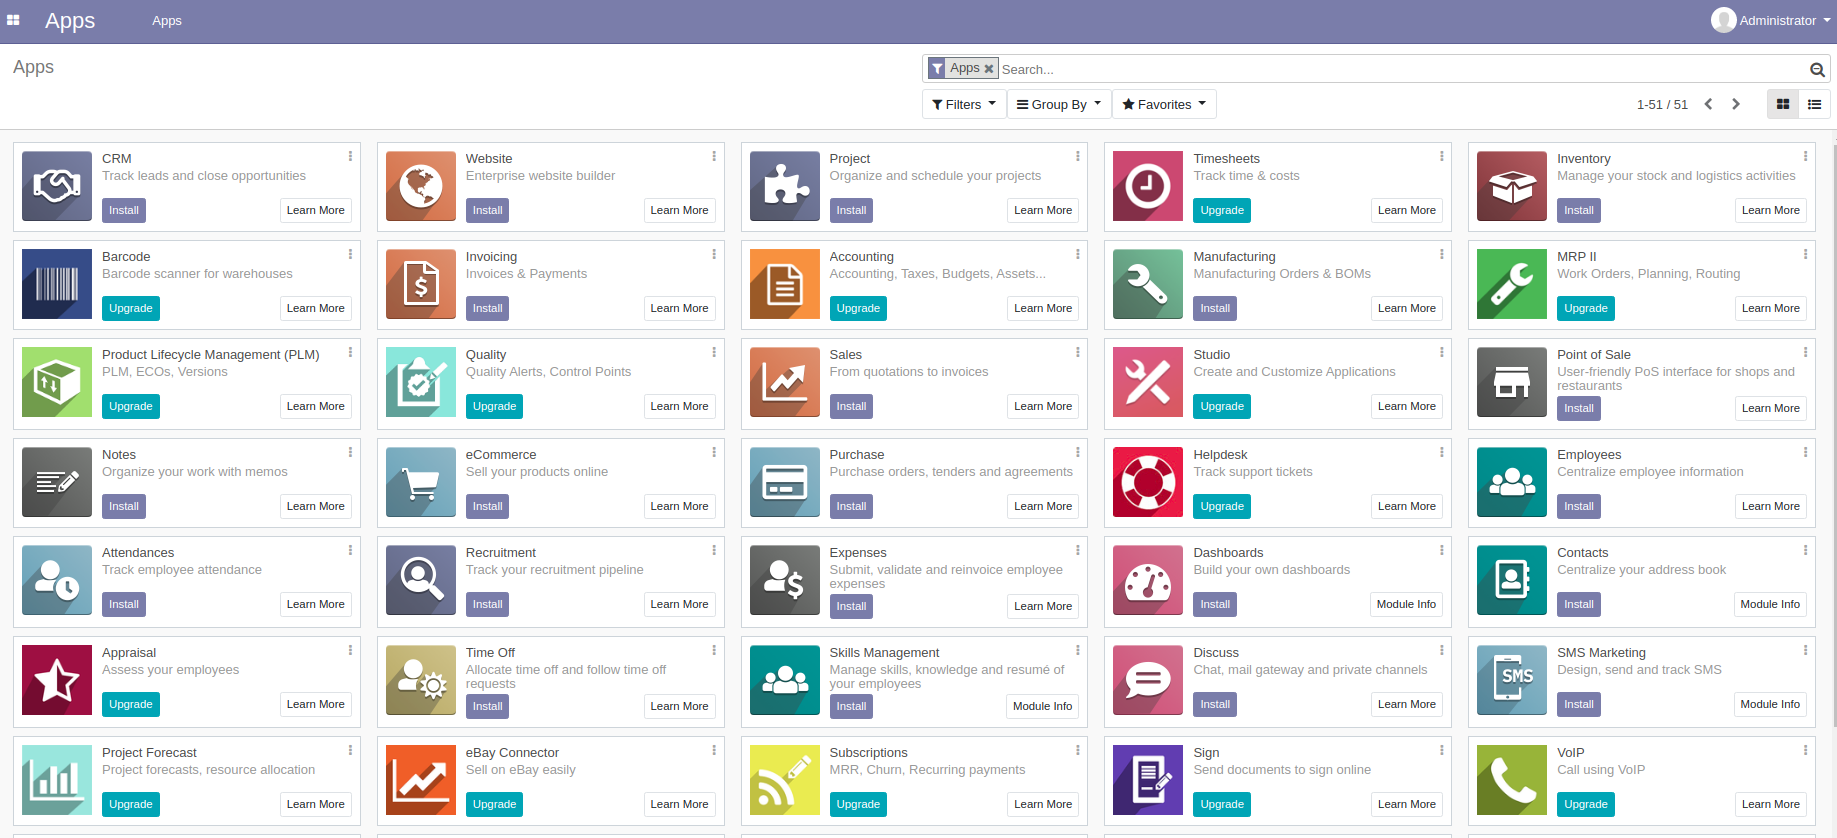 Apps
Apps
Administrator
Apps
Apps
Search...
Filters
Group By
Favorites
1-51 / 51
CRM
Track leads and close opportunities
Install
Learn More
Website
Enterprise website builder
Install
Learn More
Project
Organize and schedule your projects
Install
Learn More
Timesheets
Track time & costs
Upgrade
Learn More
Inventory
Manage your stock and logistics activities
Install
Learn More
Barcode
Barcode scanner for warehouses
Upgrade
Learn More
Invoicing
Invoices & Payments
Install
Learn More
Accounting
Accounting, Taxes, Budgets, Assets...
Upgrade
Learn More
Manufacturing
Manufacturing Orders & BOMs
Install
Learn More
MRP II
Work Orders, Planning, Routing
Upgrade
Learn More
Product Lifecycle Management (PLM)
PLM, ECOs, Versions
Upgrade
Learn More
Quality
Quality Alerts, Control Points
Upgrade
Learn More
Sales
From quotations to invoices
Install
Learn More
Studio
Create and Customize Applications
Upgrade
Learn More
Point of Sale
User-friendly PoS interface for shops and
restaurants
Install
Learn More
Notes
Organize your work with memos
Install
Learn More
eCommerce
Sell your products online
Install
Learn More
Purchase
Purchase orders, tenders and agreements
Install
Learn More
Helpdesk
Track support tickets
Upgrade
Learn More
Employees
Centralize employee information
Install
Learn More
Attendances
Track employee attendance
Install
Learn More
Recruitment
Track your recruitment pipeline
Install
Learn More
Expenses
Submit, validate and reinvoice employee
expenses
Install
Learn More
Dashboards
Build your own dashboards
Install
Module Info
Contacts
Centralize your address book
Install
Module Info
Appraisal
Assess your employees
Upgrade
Learn More
Time Off
Allocate time off and follow time off
requests
Install
Learn More
Skills Management
Manage skills, knowledge and resumé of
your employees
Install
Module Info
Discuss
Chat, mail gateway and private channels
Install
Learn More
SMS
SMS Marketing
Design, send and track SMS
Install
Module Info
Project Forecast
Project forecasts, resource allocation
Upgrade
Learn More
eBay Connector
Sell on eBay easily
Upgrade
Learn More
Subscriptions
MRR, Churn, Recurring payments
Upgrade
Learn More
Sign
Send documents to sign online
Upgrade
Learn More
VoIP
Call using VoIP
Upgrade
Learn More